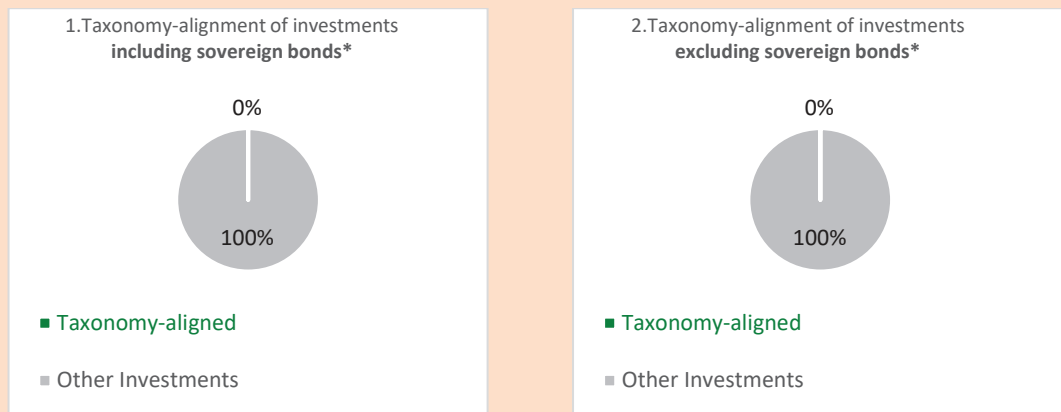 1.Taxonomy-alignment of investments
including sovereign bonds*
0%
100%
Taxonomy-aligned
Other Investments
2.Taxonomy-alignment of investments
excluding sovereign bonds*
0%
100%
Taxonomy-aligned
Other Investments